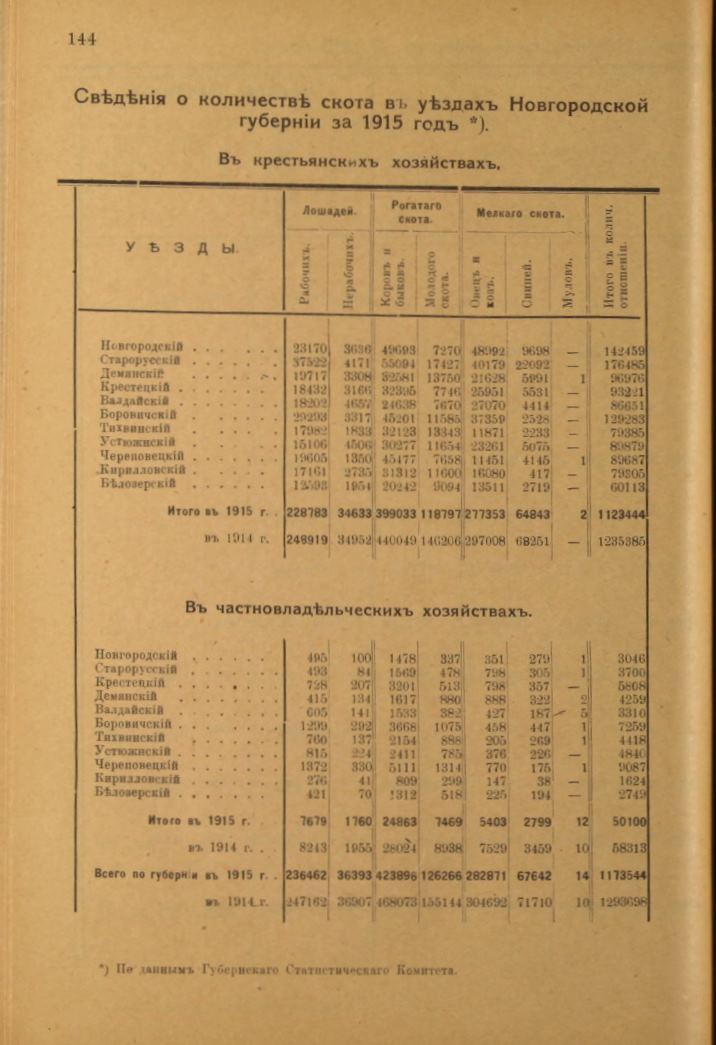 144
Свѣдѣнія о количествѣ скота въ уѣздахъ Новгородской
губерніи за 1915 годъ *).
Въ крестьянскихъ хозяйствахъ,
УѢЗДЫ. Лошадей. Рогатаго скота. Мелкаго скота. Итого въ колич. отношеніи.
Рабочихъ. Нерабочихъ. Коровъ и быковъ. Молодого скота. Овецъ и козъ. Свиней. Муловъ.
Новгородскій . . . . . . 23170 3636 49693 7270 48992 9698 — 142459
Старорусскій . . . . . . 37522 4171 55094 17427 40179 22092 — 176485
Демянскій . . . . . . 19717 3308 32581 13750 21628 5991 1 96976
Крестецкій . . . . . . 18432 3166 32395 7746 25951 5531 — 93221
Валдайскій . . . . . . 18202 4657 24638 7670 27070 4414 — 86651
Боровичскій . . . . . . 29293 3317 45201 11585 37359 2528 — 129283
Тихвинскій . . . . . . 17982 1833 32123 13343 11871 2233 — 79385
Устюжнскій . . . . . . 15106 4506 30277 11654 23261 5075 — 89879
Череповецкій . . . . . 19605 1350 45477 7658 11451 4145 1 89687
Кирилловскій . . . . . 17161 2735 31312 11600 16080 417 — 79305
Бѣлозерскій . . . . . . 12593 1954 20242 9094 13511 2719 — 60113
Итого въ 1915 г. . 228783 34633 399033 118797 277353 64843 2 1123444
въ 1914 г. 248919 34952 440049 146206 297008 68251 — 1235385
Въ частновладѣльческихъ хозяйствахъ.
Новгородскій . . . . . . 495 100 1478 337 351 279 1 3046
Старорусскій . . . . . . 493 84 1569 478 798 305 1 3700
Крестецкій . . . . . . 728 207 3201 513 798 357 — 5808
Демянскій . . . . . . 415 134 1617 880 888 322 2 4259
Валдайскій . . . . . . 605 141 1533 382 427 187 5 3310
Боровичскій . . . . . . 1299 292 3668 1075 458 447 1 7259
Тихвинскій . . . . . . 760 137 2154 888 205 269 1 4418
Устюжнскій . . . . . . 815 224 2411 785 376 226 — 4840
Череповецкій . . . . . 1372 330 5111 1314 770 175 1 9087
Кирилловскій . . . . . 276 41 809 299 147 38 — 1624
Бѣлозерскій . . . . . . 421 70 1312 518 225 194 — 2749
Итого въ 1915 г. . 7679 1760 24863 7469 5403 2799 12 50100
въ 1914 г. . . 8243 1955 28024 8938 7529 3459 10 58313
Всего по губерніи въ 1915 г. . 236462 36393 423896 126266 282871 67642 14 1173544
въ 1914 г. 247162 36907 468073 155144 304692 71710 10 1293698
*) По даннымъ Губернскаго Статистическаго Комитета.